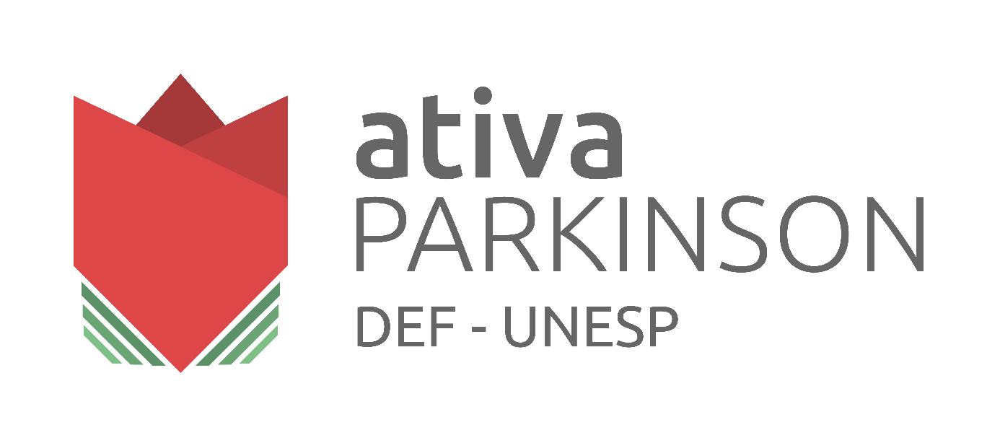 ativa
PARKINSON
DEF - UNESP